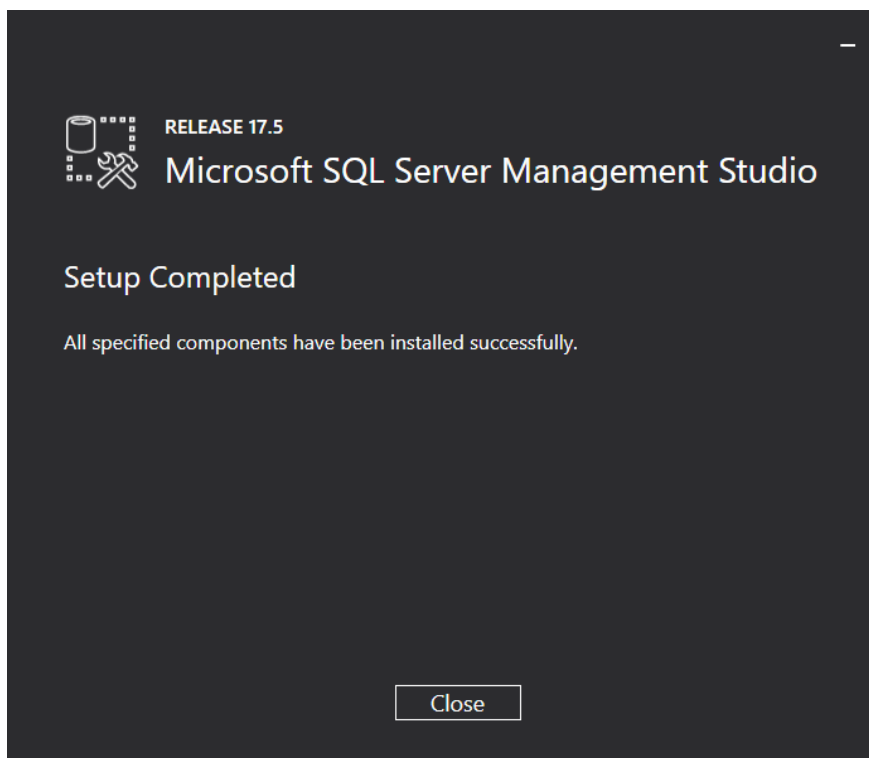 RELEASE 17.5
Microsoft SQL Server Management Studio
Setup Completed
All specified components have been installed successfully.
Close